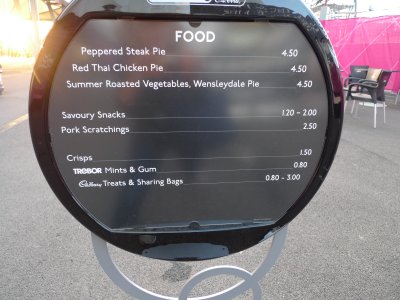 FOOD
Peppered Steak Pie 4.50
Red Thai Chicken Pie 4.50
Summer Roasted Vegetables, Wensleydale Pie 4.50
Savoury Snacks 1.20 - 2.00
Pork Scratchings 2.50
Crisps 1.50
TREBOR Mints & Gum 0.80
Cadbury Treats & Sharing Bags 0.80 - 3.00